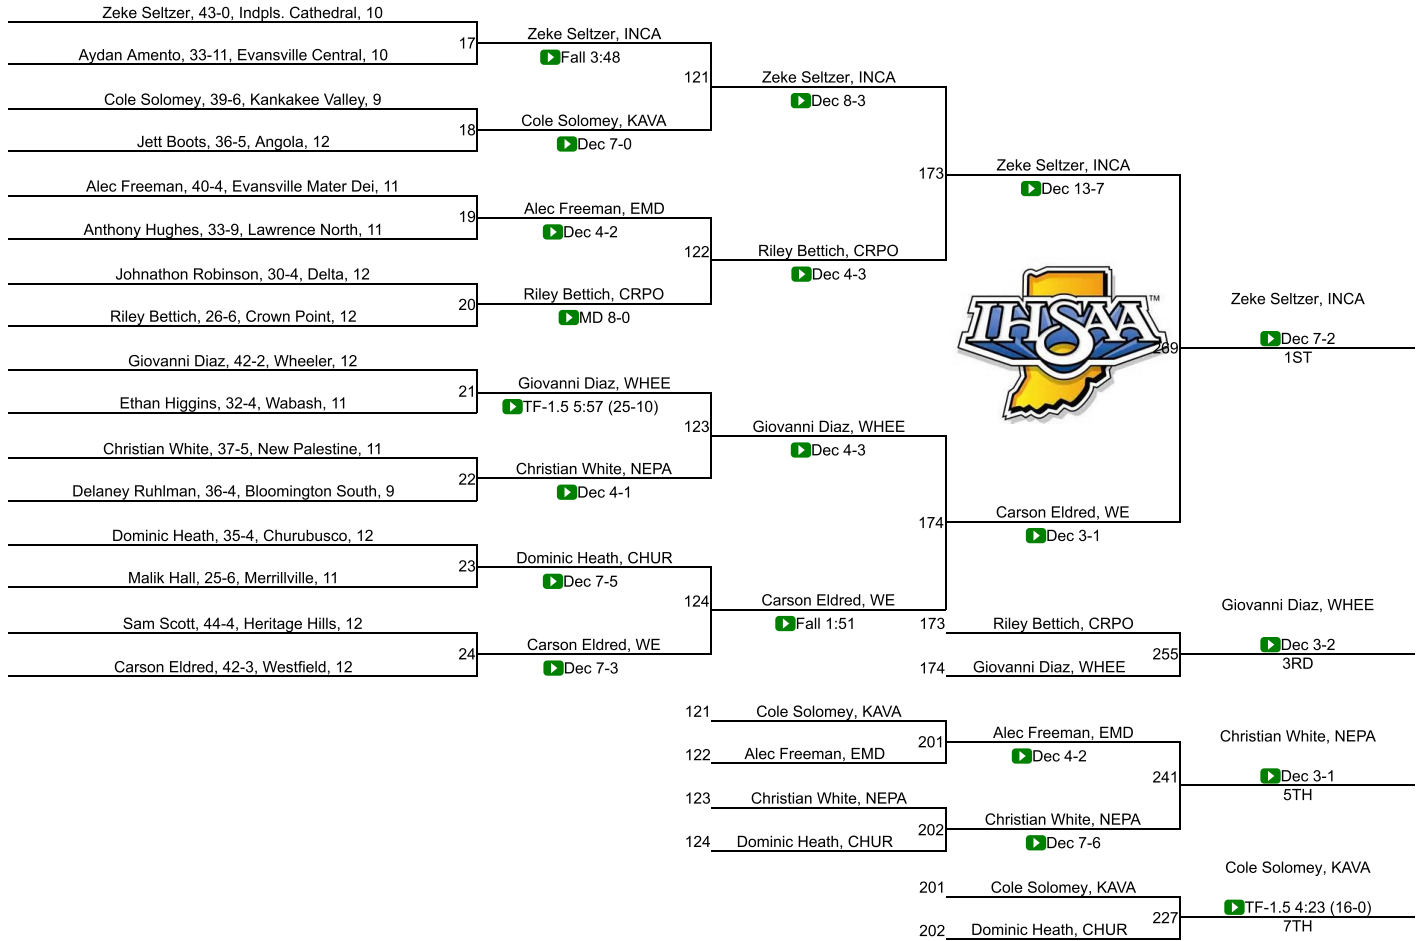 Zeke Seltzer, 43-0, Indpls. Cathedral, 10
17
Aydan Amento, 33-11, Evansville Central, 10
Zeke Seltzer, INCA
Fall 3:48
121
Cole Solomey, 39-6, Kankakee Valley, 9
18
Jett Boots, 36-5, Angola, 12
Cole Solomey, KAVA
Dec 7-0
Zeke Seltzer, INCA
Dec 8-3
173
Alec Freeman, 40-4, Evansville Mater Dei, 11
19
Anthony Hughes, 33-9, Lawrence North, 11
Alec Freeman, EMD
Dec 4-2
122
Johnathon Robinson, 30-4, Delta, 12
20
Riley Bettich, 26-6, Crown Point, 12
Riley Bettich, CRPO
MD 8-0
Riley Bettich, CRPO
Dec 4-3
Zeke Seltzer, INCA
Dec 13-7
IHSAA
TM
269
Zeke Seltzer, INCA
Dec 7-2
1ST
Giovanni Diaz, 42-2, Wheeler, 12
21
Ethan Higgins, 32-4, Wabash, 11
Giovanni Diaz, WHEE
TF-1.5 5:57 (25-10)
123
Christian White, 37-5, New Palestine, 11
22
Delaney Ruhlman, 36-4, Bloomington South, 9
Christian White, NEPA
Dec 4-1
Giovanni Diaz, WHEE
Dec 4-3
174
Dominic Heath, 35-4, Churubusco, 12
23
Malik Hall, 25-6, Merrillville, 11
Dominic Heath, CHUR
Dec 7-5
124
Sam Scott, 44-4, Heritage Hills, 12
24
Carson Eldred, 42-3, Westfield, 12
Carson Eldred, WE
Dec 7-3
Carson Eldred, WE
Fall 1:51
Carson Eldred, WE
Dec 3-1
173
Riley Bettich, CRPO
255
174
Giovanni Diaz, WHEE
Giovanni Diaz, WHEE
Dec 3-2
3RD
121
Cole Solomey, KAVA
201
122
Alec Freeman, EMD
Alec Freeman, EMD
Dec 4-2
241
123
Christian White, NEPA
202
124
Dominic Heath, CHUR
Christian White, NEPA
Dec 7-6
Christian White, NEPA
Dec 3-1
5TH
201
Cole Solomey, KAVA
227
202
Dominic Heath, CHUR
Cole Solomey, KAVA
TF-1.5 4:23 (16-0)
7TH